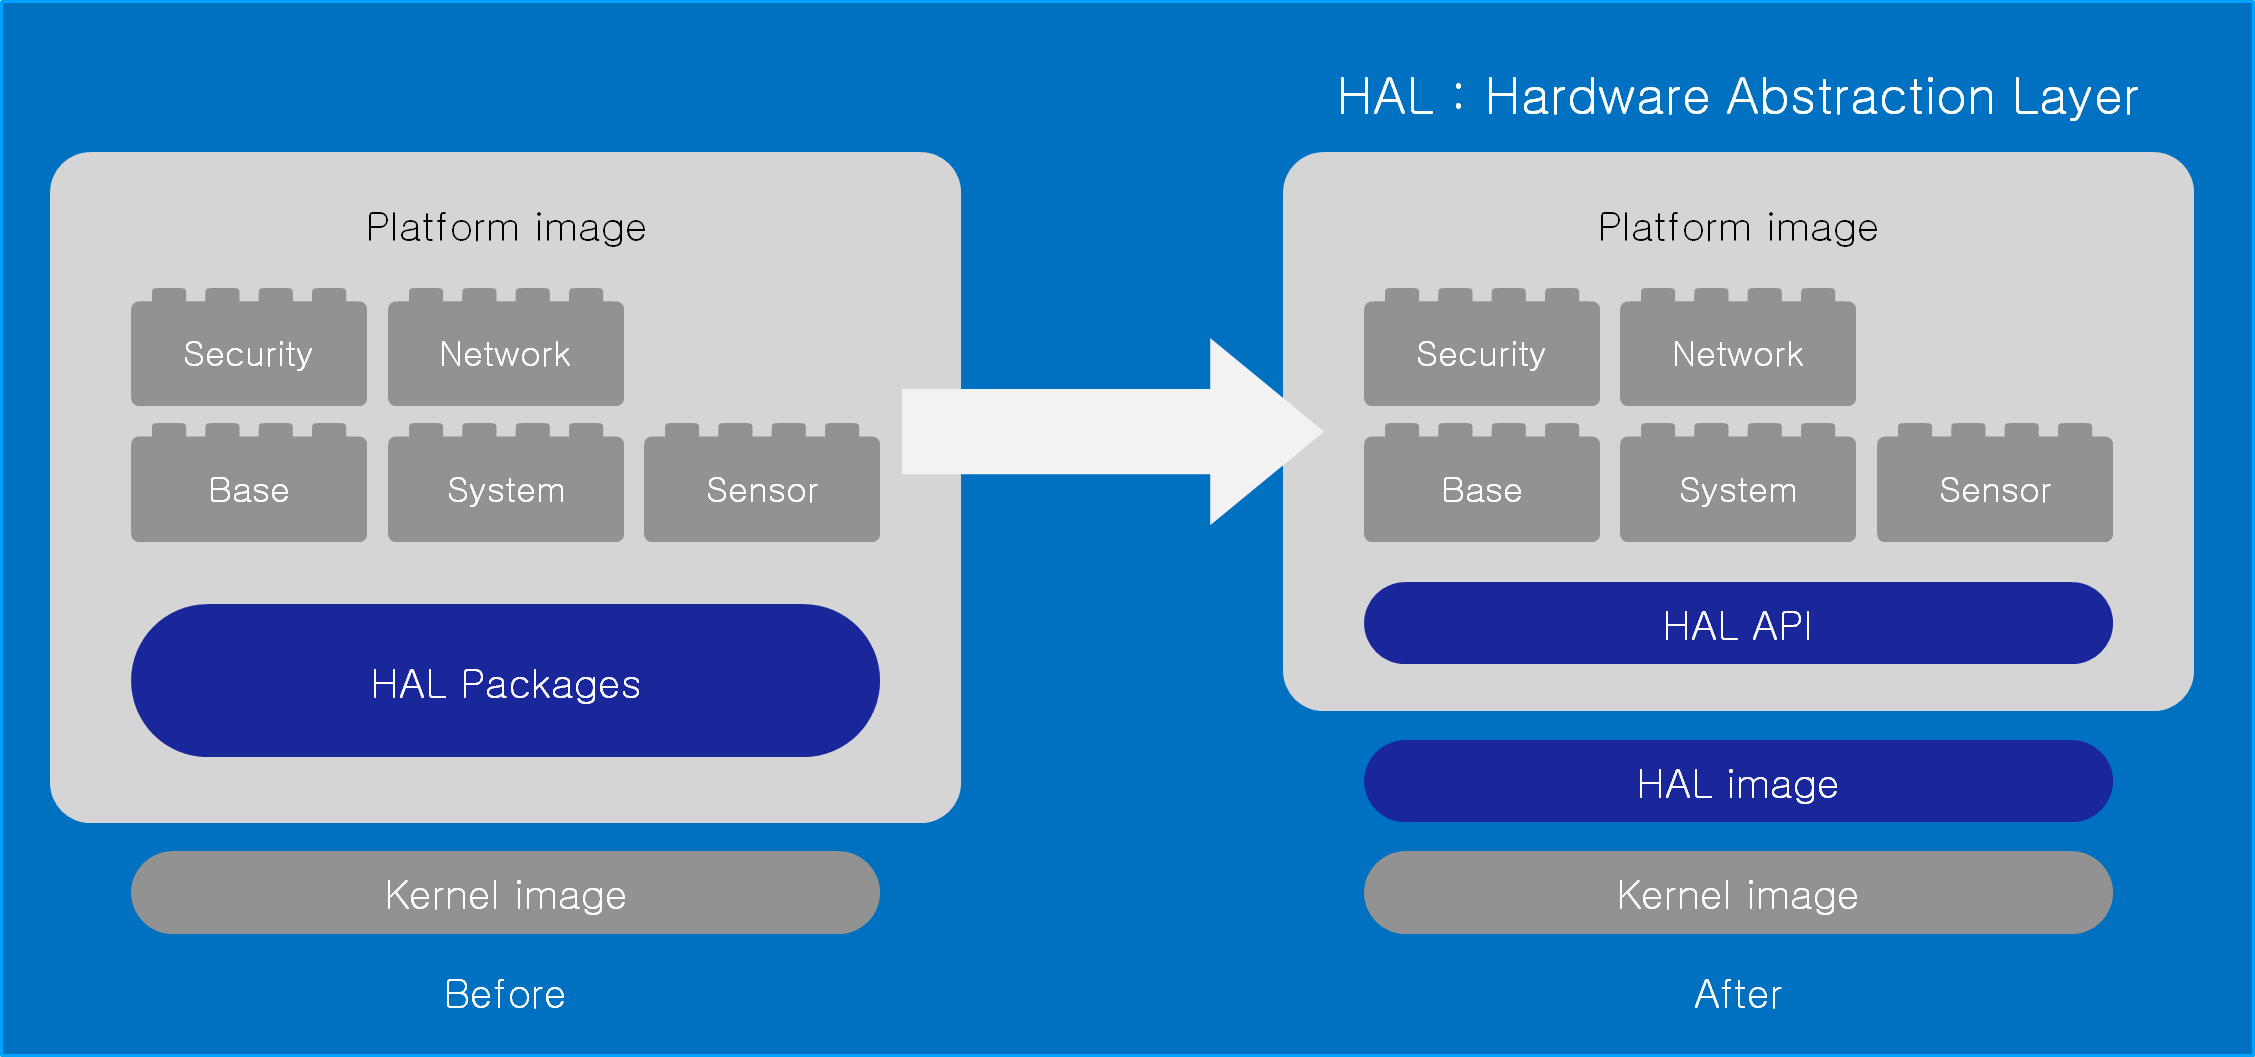 HAL : Hardware Abstraction Layer
Platform image
Security
Network
Base
System
Sensor
HAL Packages
Kernel image
Before
Platform image
Security
Network
Base
System
Sensor
HAL API
HAL image
Kernel image
After